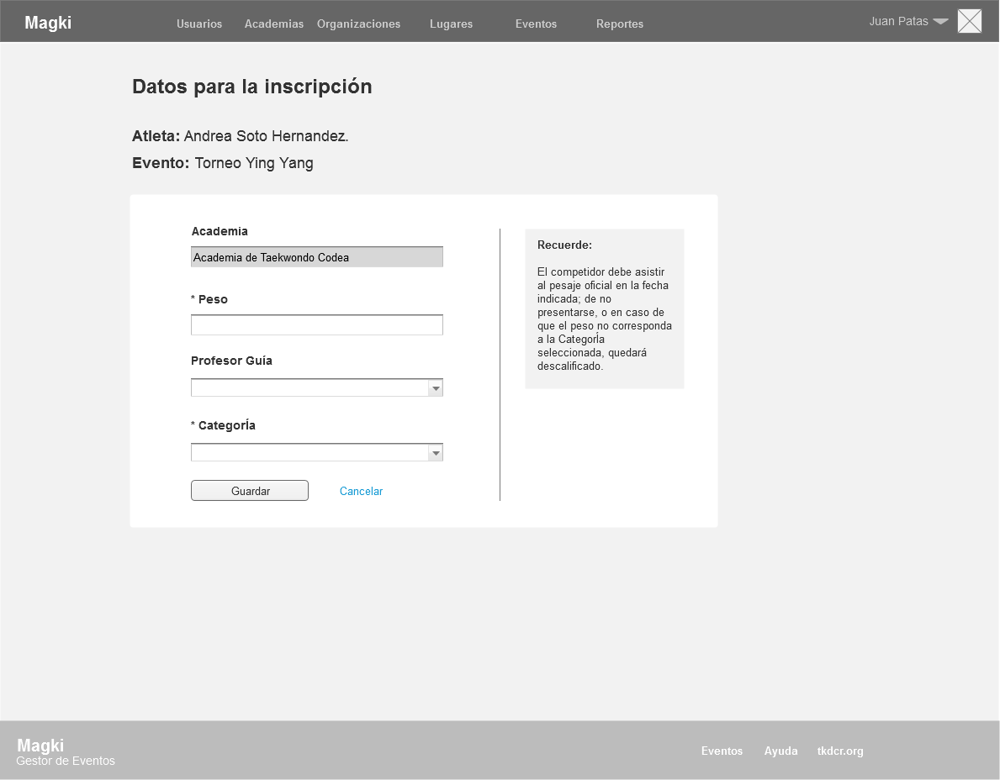 Magki
Usuarios Academias Organizaciones Lugares Eventos Reportes
Juan Patas
Datos para la inscripción
Atleta: Andrea Soto Hernandez.
Evento: Torneo Ying Yang
Academia
Academia de Taekwondo Codea
* Peso
Profesor Guía
* CategorÍa
Guardar
Cancelar
Recuerde:
El competidor debe asistir
al pesaje oficial en la fecha
indicada; de no
presentarse, o en caso de
que el peso no corresponda
a la CategorÍa
seleccionada, quedará
descalificado.
Magki
Gestor de Eventos
Eventos Ayuda tkdcr.org